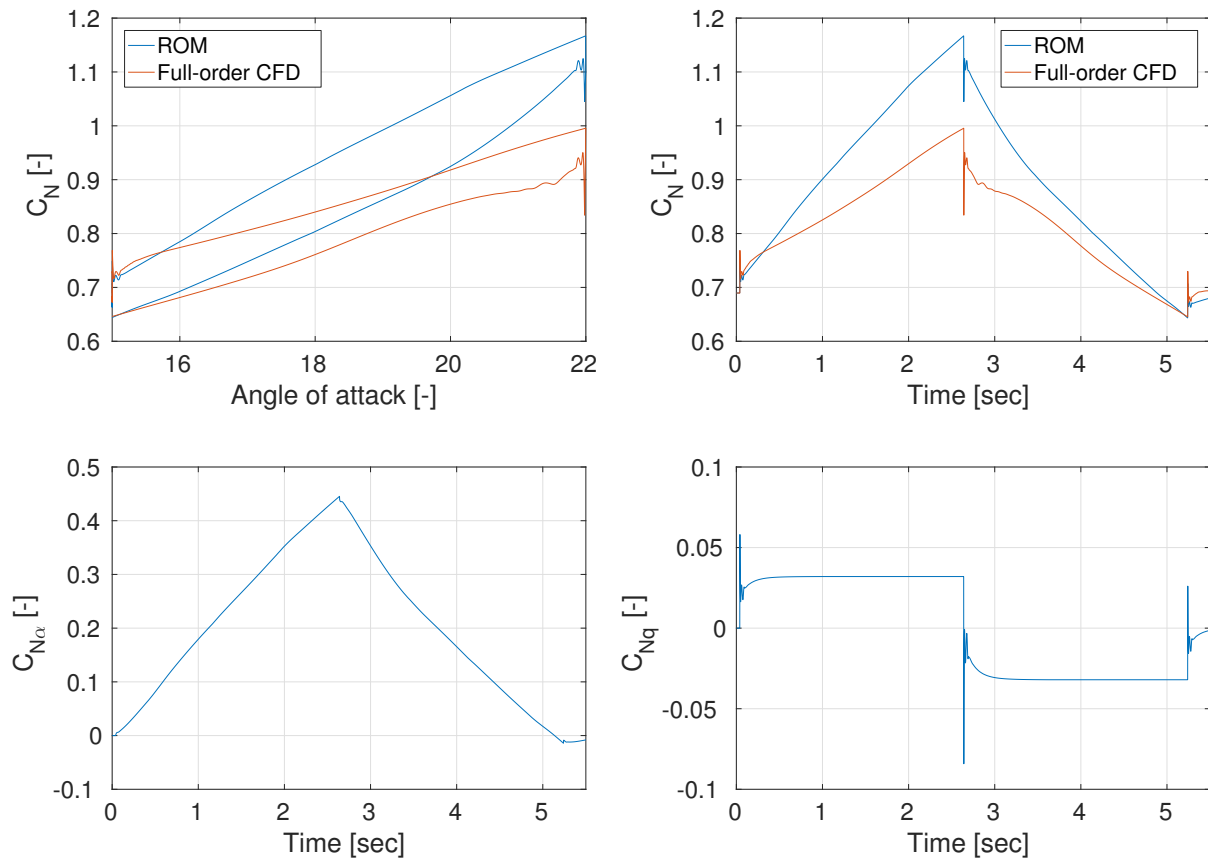 1.2
1.1
1
0.9
0.8
0.7
0.6
C_N [-]
ROM
Full-order CFD
16 18 20 22
Angle of attack [-]
1.2
1.1
1
0.9
0.8
0.7
0.6
C_N [-]
ROM
Full-order CFD
0 1 2 3 4 5
Time [sec]
0.5
0.4
0.3
0.2
0.1
0
-0.1
C_Nα [-]
0 1 2 3 4 5
Time [sec]
0.1
0.05
0
-0.05
-0.1
C_Nq [-]
0 1 2 3 4 5
Time [sec]